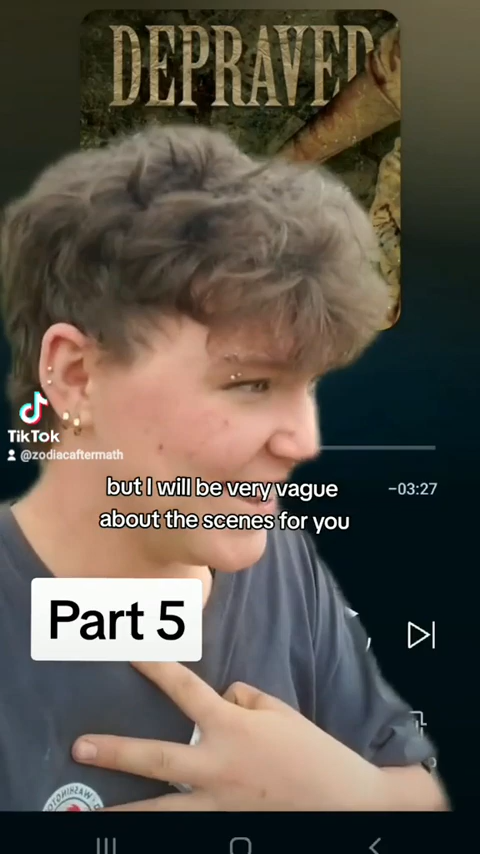 DEPRAVED
TikTok
@zodiacaftermath
but I will be very vague
about the scenes for you
-03:27
Part 5